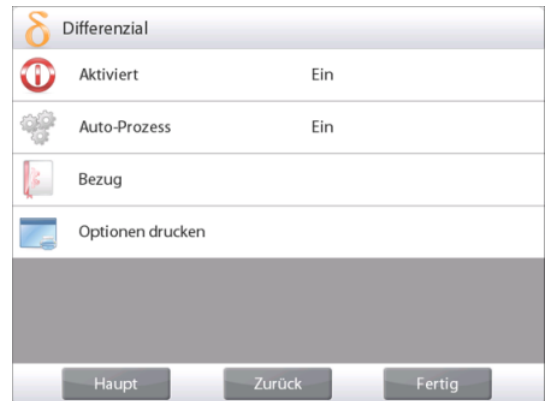 δ Differenzial
Aktiviert Ein
Auto-Prozess Ein
Bezug
Optionen drucken
Haupt Zurück Fertig